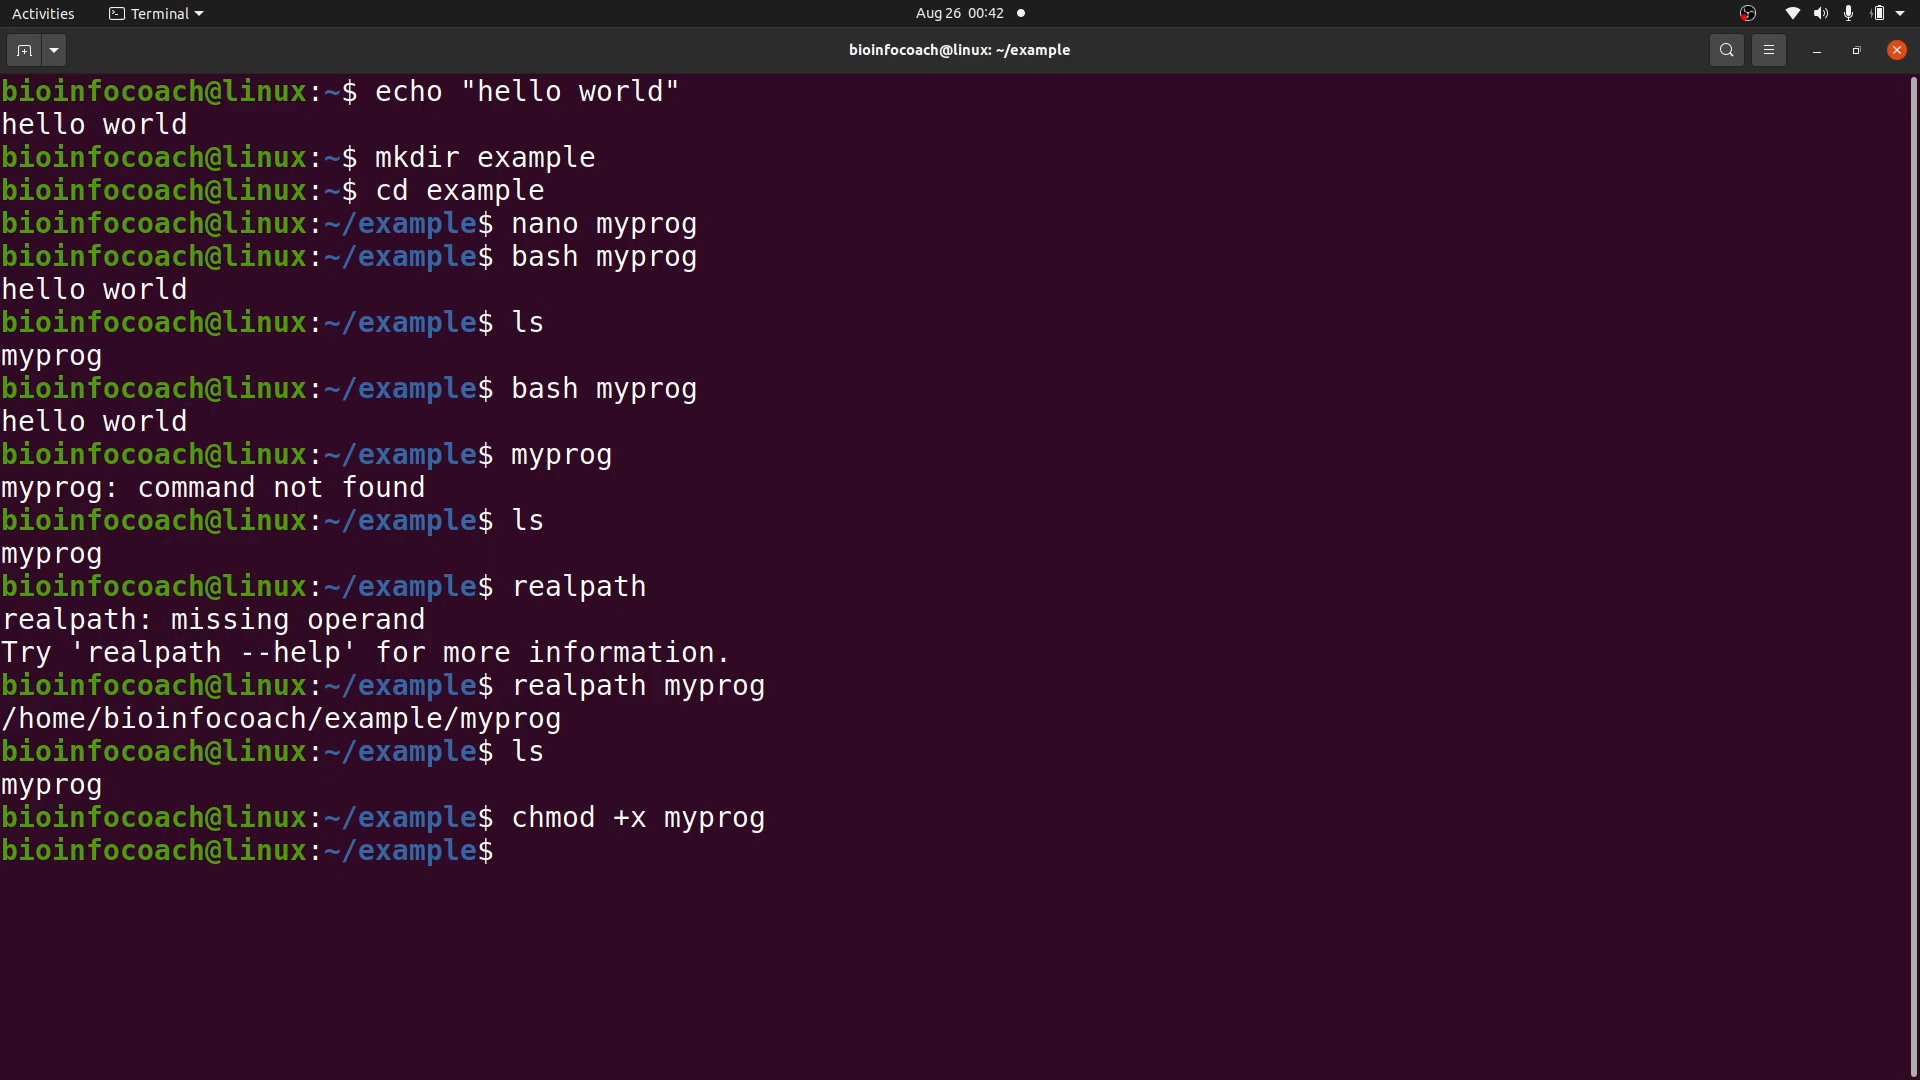 Activities Terminal Aug 26 00:42
bioinfocoach@linux: ~/example
bioinfocoach@linux:~$ echo "hello world"
hello world
bioinfocoach@linux:~$ mkdir example
bioinfocoach@linux:~$ cd example
bioinfocoach@linux:~/example$ nano myprog
bioinfocoach@linux:~/example$ bash myprog
hello world
bioinfocoach@linux:~/example$ ls
myprog
bioinfocoach@linux:~/example$ bash myprog
hello world
bioinfocoach@linux:~/example$ myprog
myprog: command not found
bioinfocoach@linux:~/example$ ls
myprog
bioinfocoach@linux:~/example$ realpath
realpath: missing operand
Try 'realpath --help' for more information.
bioinfocoach@linux:~/example$ realpath myprog
/home/bioinfocoach/example/myprog
bioinfocoach@linux:~/example$ ls
myprog
bioinfocoach@linux:~/example$ chmod +x myprog
bioinfocoach@linux:~/example$